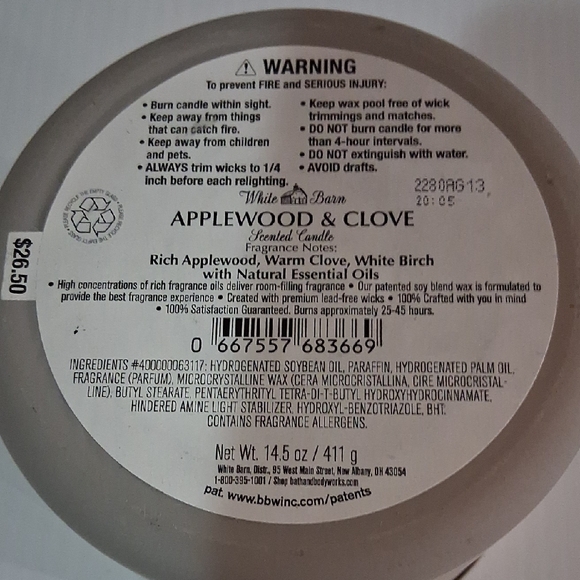 ⚠ WARNING
To prevent FIRE and SERIOUS INJURY:
• Burn candle within sight.
• Keep away from things
that can catch fire.
• Keep away from children
and pets.
• ALWAYS trim wicks to 1/4
inch before each relighting.
• Keep wax pool free of wick
trimmings and matches.
• DO NOT burn candle for more
than 4-hour intervals.
• DO NOT extinguish with water.
• AVOID drafts.
White Barn
2280AG13
20:05
APPLEWOOD & CLOVE
Scented Candle
Fragrance Notes:
Rich Applewood, Warm Clove, White Birch
with Natural Essential Oils
• High concentrations of rich fragrance oils deliver room-filling fragrance • Our patented soy blend wax is formulated to
provide the best fragrance experience • Created with premium lead-free wicks • 100% Crafted with you in mind
• 100% Satisfaction Guaranteed. Burns approximately 25-45 hours.
0 667557 683669
INGREDIENTS #400000063117: HYDROGENATED SOYBEAN OIL, PARAFFIN, HYDROGENATED PALM OIL,
FRAGRANCE (PARFUM), MICROCRYSTALLINE WAX (CERA MICROCRISTALLINA, CIRE MICROCRISTAL-
LINE), BUTYL STEARATE, PENTAERYTHRITYL TETRA-DI-T-BUTYL HYDROXYHYDROCINNAMATE,
HINDERED AMINE LIGHT STABILIZER, HYDROXYL-BENZOTRIAZOLE, BHT.
CONTAINS FRAGRANCE ALLERGENS.
Net Wt. 14.5 oz / 411 g
White Barn, Distr., 95 West Main Street, New Albany, OH 43054
1-800-395-1001 / Shop bathandbodyworks.com
pat. www.bbwinc.com/patents
$26.50